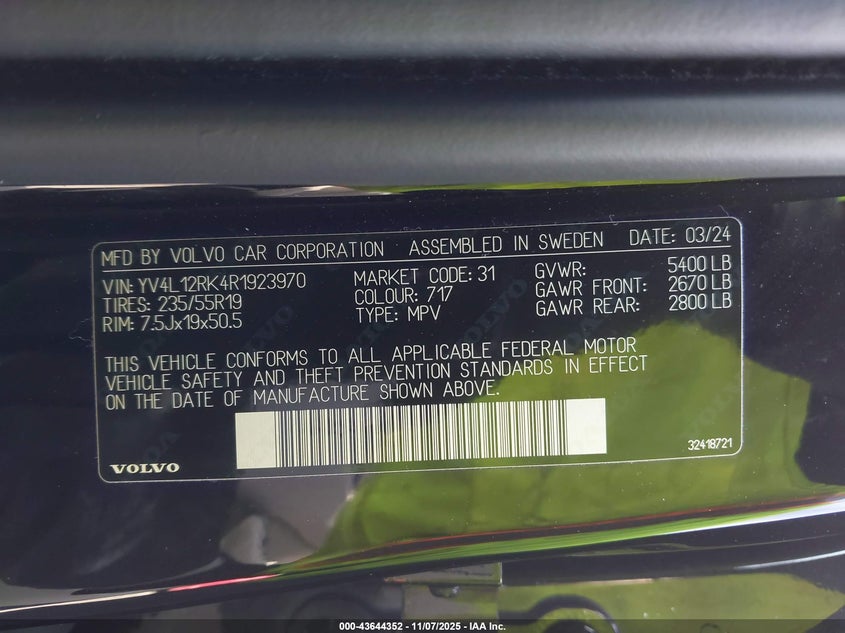 MFD BY VOLVO CAR CORPORATION ASSEMBLED IN SWEDEN DATE: 03/24
VIN: YV4L12RK4R1923970 MARKET CODE: 31 GVWR: 5400 LB
TIRES: 235/55R19 COLOUR: 717 GAWR FRONT: 2670 LB
RIM: 7.5Jx19x50.5 TYPE: MPV GAWR REAR: 2800 LB
THIS VEHICLE CONFORMS TO ALL APPLICABLE FEDERAL MOTOR
VEHICLE SAFETY AND THEFT PREVENTION STANDARDS IN EFFECT
ON THE DATE OF MANUFACTURE SHOWN ABOVE.
VOLVO 32418721
000-43644352 - 11/07/2025 - IAA Inc.